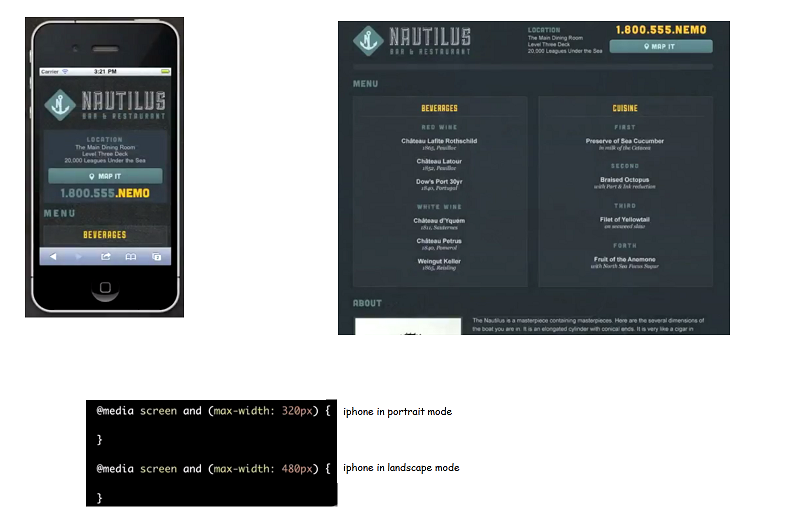 Carrier 3:21 PM
NAUTILUS
BAR & RESTAURANT
LOCATION
The Main Dining Room
Level Three Deck
20,000 Leagues Under the Sea
MAP IT
1.800.555.NEMO
MENU
BEVERAGES
NAUTILUS
BAR & RESTAURANT
LOCATION
The Main Dining Room
Level Three Deck
20,000 Leagues Under the Sea
1.800.555.NEMO
MAP IT
MENU
BEVERAGES
RED WINE
Château Lafite Rothschild
1865, Pauillac
Château Latour
1852, Pauillac
Dow's Port 30yr
1840, Portugal
WHITE WINE
Château d'Yquem
1811, Sauternes
Château Petrus
1840, Pomerol
Weingut Keller
1865, Reisling
CUISINE
FIRST
Preserve of Sea Cucumber
in milk of the Cetacea
SECOND
Braised Octopus
with Port & Ink reduction
THIRD
Filet of Yellowtail
on seaweed slaw
FORTH
Fruit of the Anemone
with North Sea Fucus Sugar
ABOUT
The Nautilus is a masterpiece containing masterpieces. Here are the several dimensions of
the boat you are in. It is an elongated cylinder with conical ends. It is very like a cigar in
@media screen and (max-width: 320px) { iphone in portrait mode
}
@media screen and (max-width: 480px) { iphone in landscape mode
}